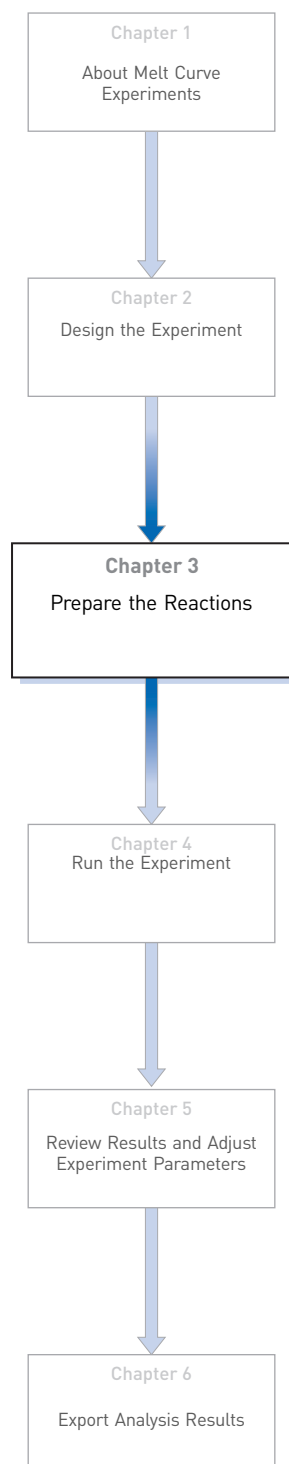 Chapter 1
About Melt Curve
Experiments
Chapter 2
Design the Experiment
Chapter 3
Prepare the Reactions
Chapter 4
Run the Experiment
Chapter 5
Review Results and Adjust
Experiment Parameters
Chapter 6
Export Analysis Results